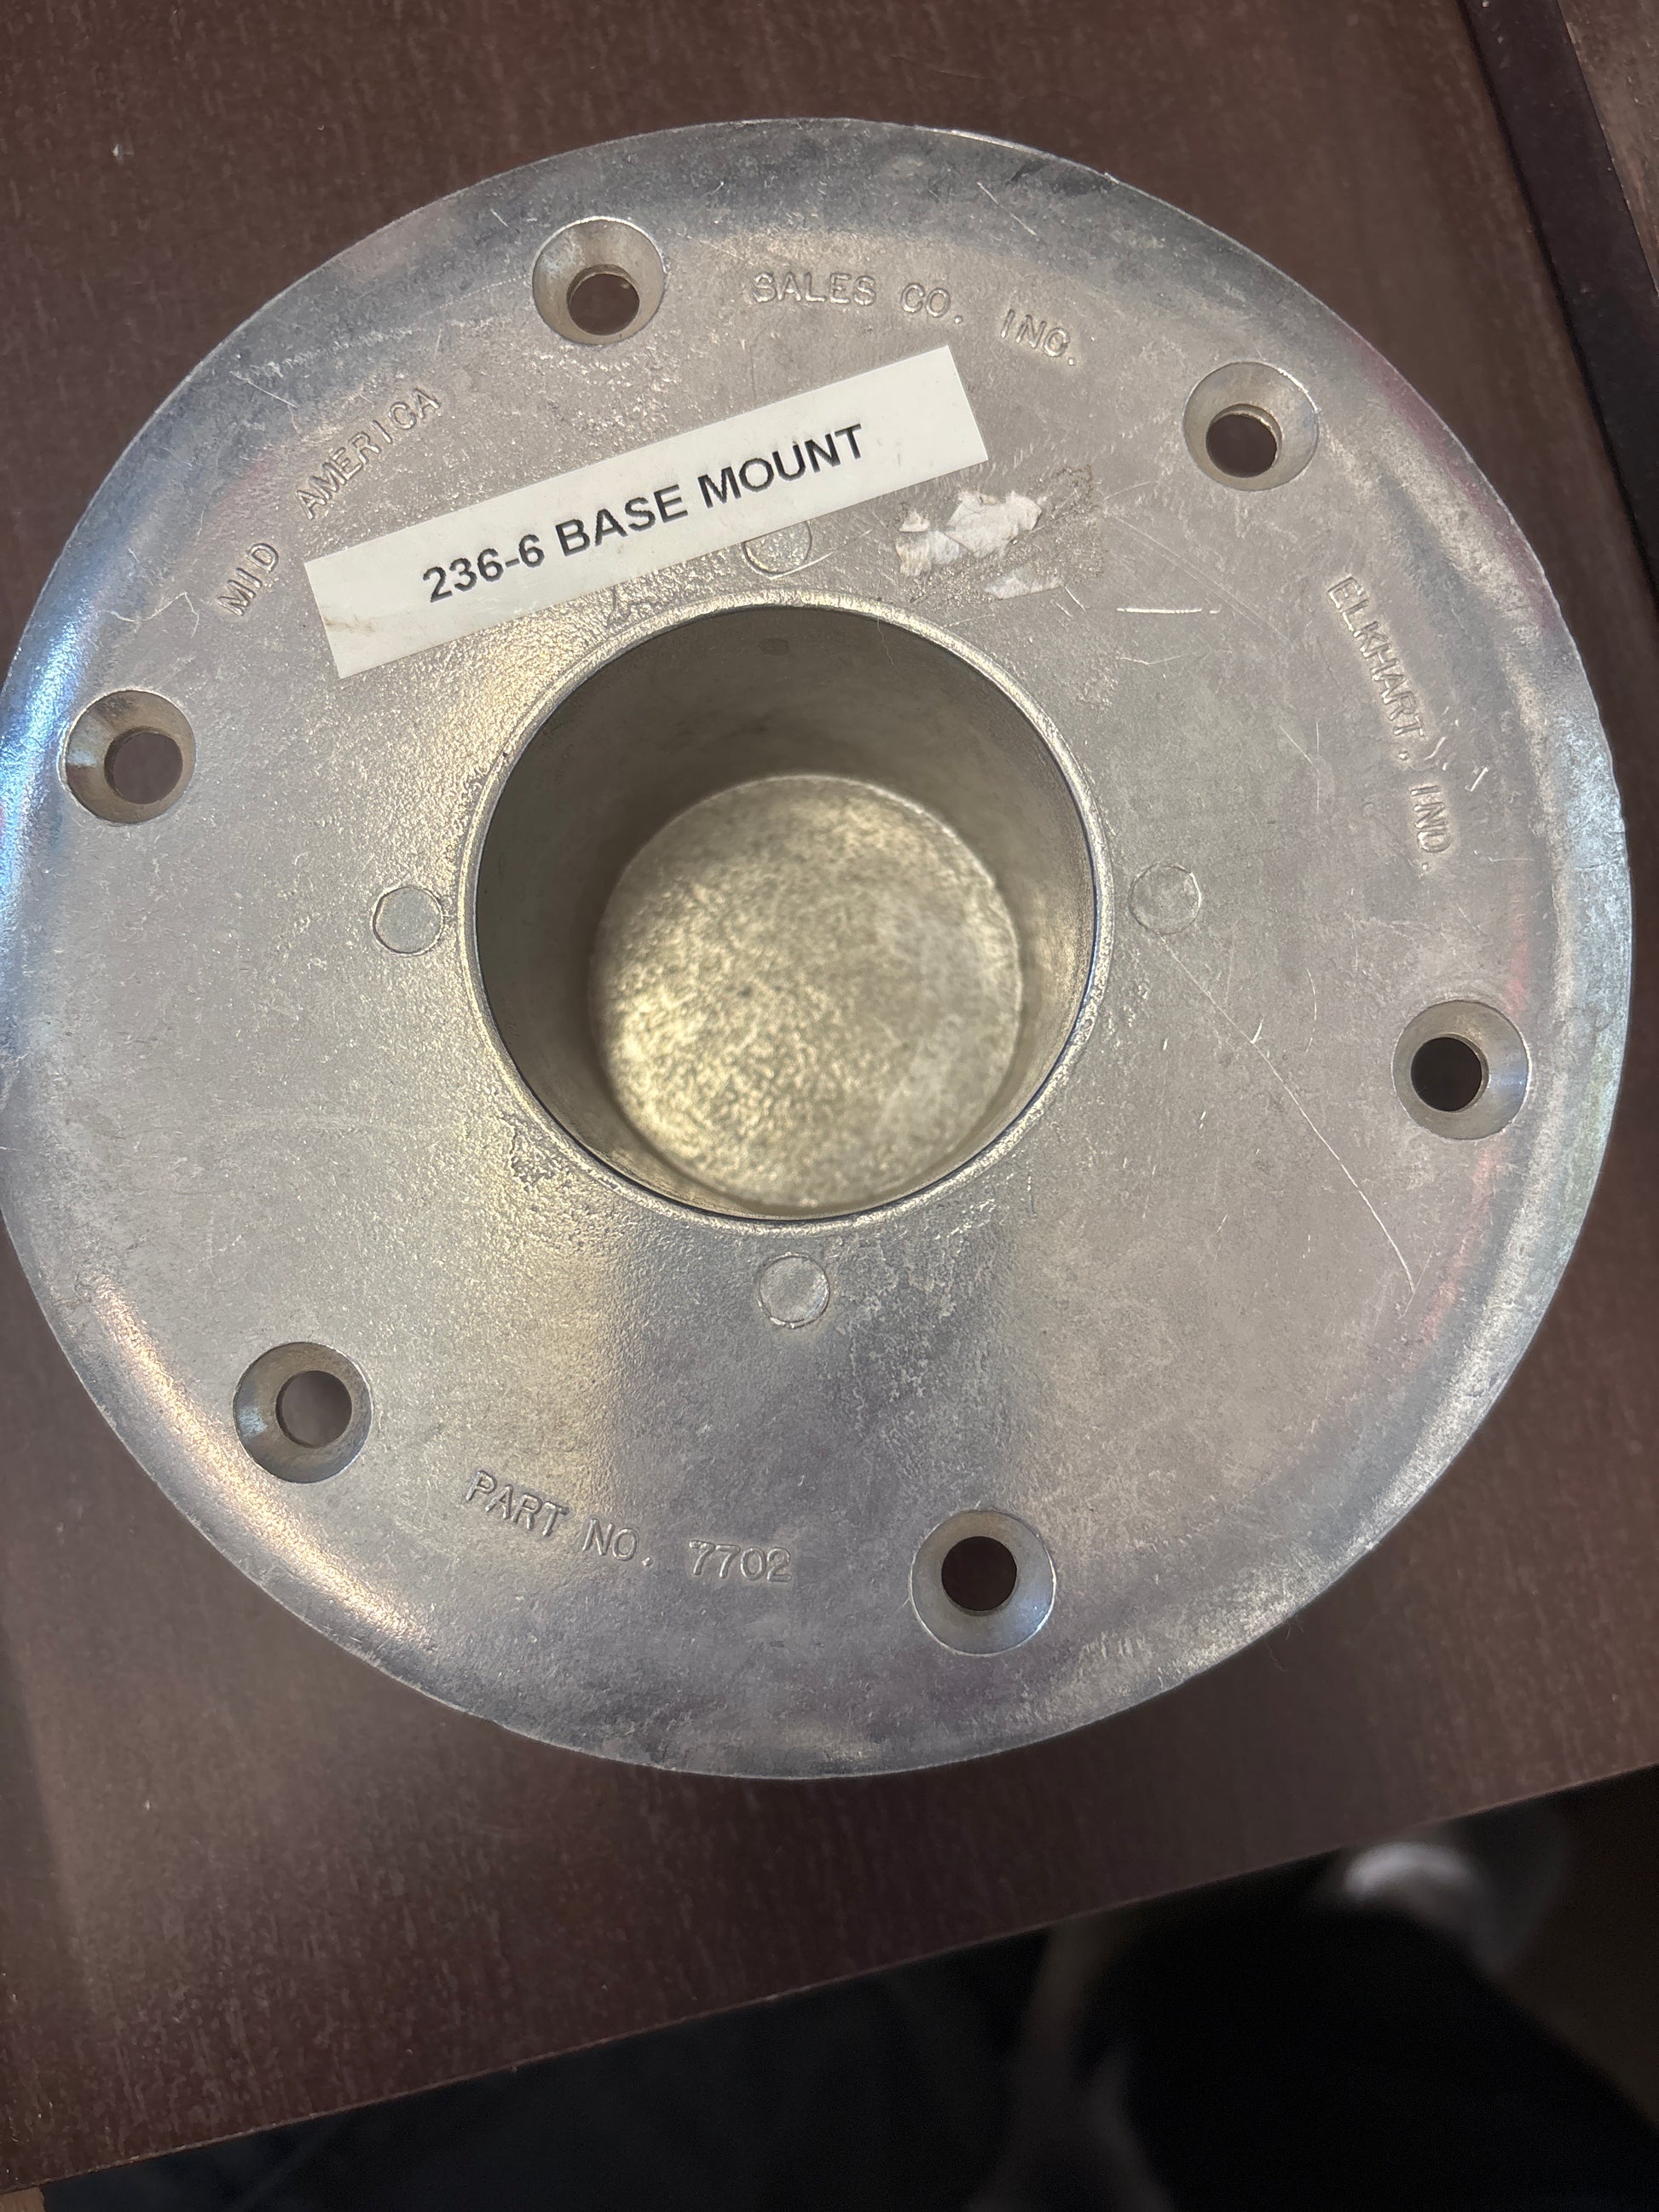 MID AMERICA SALES CO. INC.
ELKHART, IND.
236-6 BASE MOUNT
PART NO. 7702